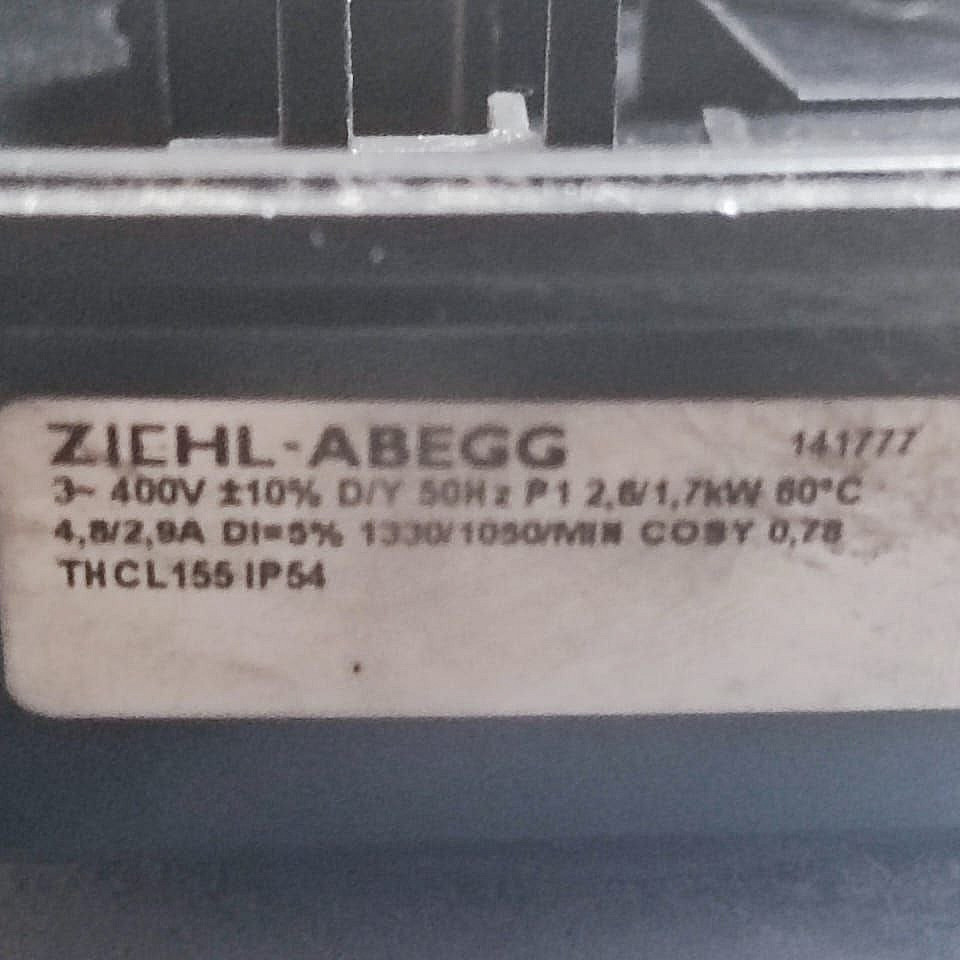 ZIEHL-ABEGG 141777
3~ 400V ±10% D/Y 50Hz P1 2,6/1,7kW 60°C
4,8/2,9A DI=5% 1330/1050/MIN COSY 0,78
THCL155 IP54